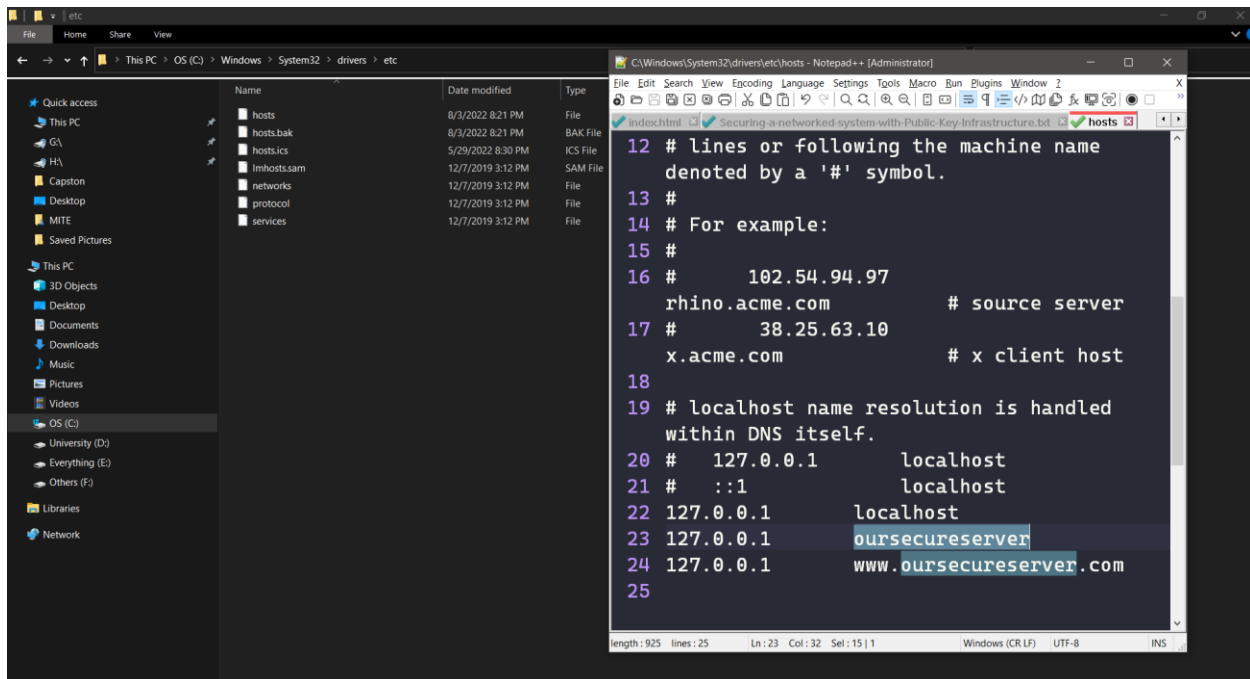 etc
File Home Share View
This PC > OS (C:) > Windows > System32 > drivers > etc
Quick access
This PC
G:\
H:\
Capston
Desktop
MITE
Saved Pictures
This PC
3D Objects
Desktop
Documents
Downloads
Music
Pictures
Videos
OS (C:)
University (D:)
Everything (E:)
Others (F:)
Libraries
Network
Name Date modified Type
hosts 8/3/2022 8:21 PM File
hosts.bak 8/3/2022 8:21 PM BAK File
hosts.ics 5/29/2022 8:30 PM ICS File
lmhosts.sam 12/7/2019 3:12 PM SAM File
networks 12/7/2019 3:12 PM File
protocol 12/7/2019 3:12 PM File
services 12/7/2019 3:12 PM File
C:\Windows\System32\drivers\etc\hosts - Notepad++ [Administrator]
File Edit Search View Encoding Language Settings Tools Macro Run Plugins Window ? X
index.html Securing-a-networked-system-with-Public-Key-Infrastructure.txt hosts
12 # lines or following the machine name
denoted by a '#' symbol.
13 #
14 # For example:
15 #
16 # 102.54.94.97
rhino.acme.com # source server
17 # 38.25.63.10
x.acme.com # x client host
18
19 # localhost name resolution is handled
within DNS itself.
20 # 127.0.0.1 localhost
21 # ::1 localhost
22 127.0.0.1 localhost
23 127.0.0.1 oursecureserver
24 127.0.0.1 www.oursecureserver.com
25
length : 925 lines : 25 Ln : 23 Col : 32 Sel : 15 | 1 Windows (CR LF) UTF-8 INS